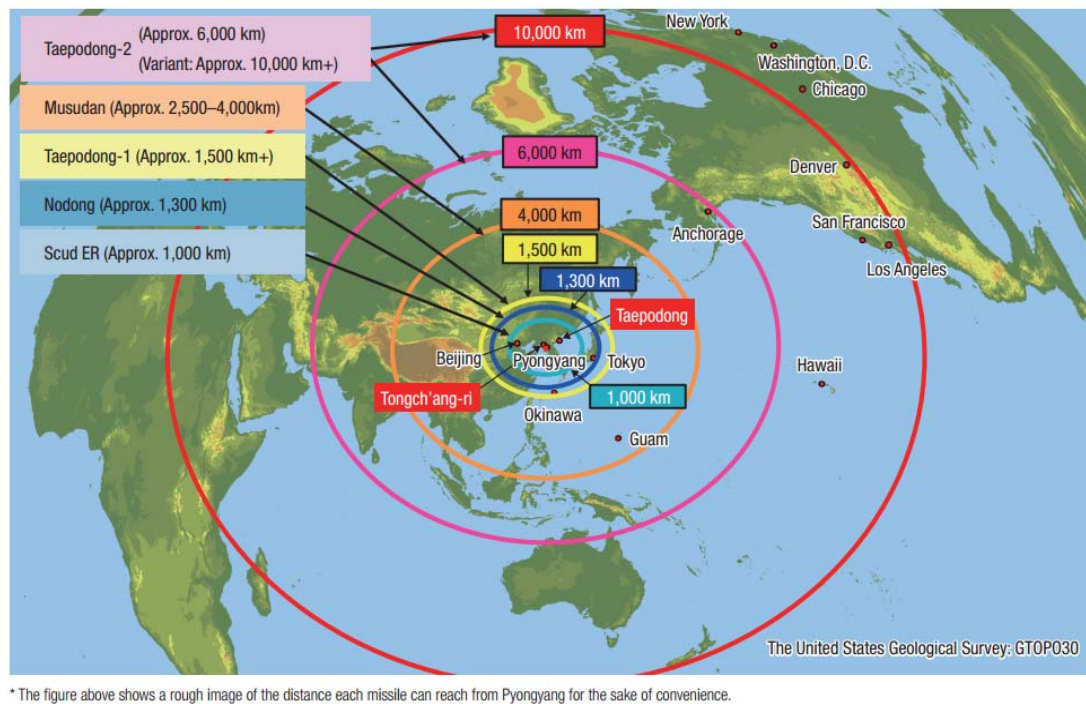 Taepodong-2
(Approx. 6,000 km)
(Variant: Approx. 10,000 km+)
Musudan (Approx. 2,500–4,000km)
Taepodong-1 (Approx. 1,500 km+)
Nodong (Approx. 1,300 km)
Scud ER (Approx. 1,000 km)
10,000 km
New York
Washington, D.C.
Chicago
6,000 km
Denver
4,000 km
San Francisco
Anchorage
1,500 km
Los Angeles
1,300 km
Taepodong
Beijing
Pyongyang
Tokyo
Hawaii
Tongch'ang-ri
1,000 km
Okinawa
Guam
The United States Geological Survey: GTOPO30
* The figure above shows a rough image of the distance each missile can reach from Pyongyang for the sake of convenience.